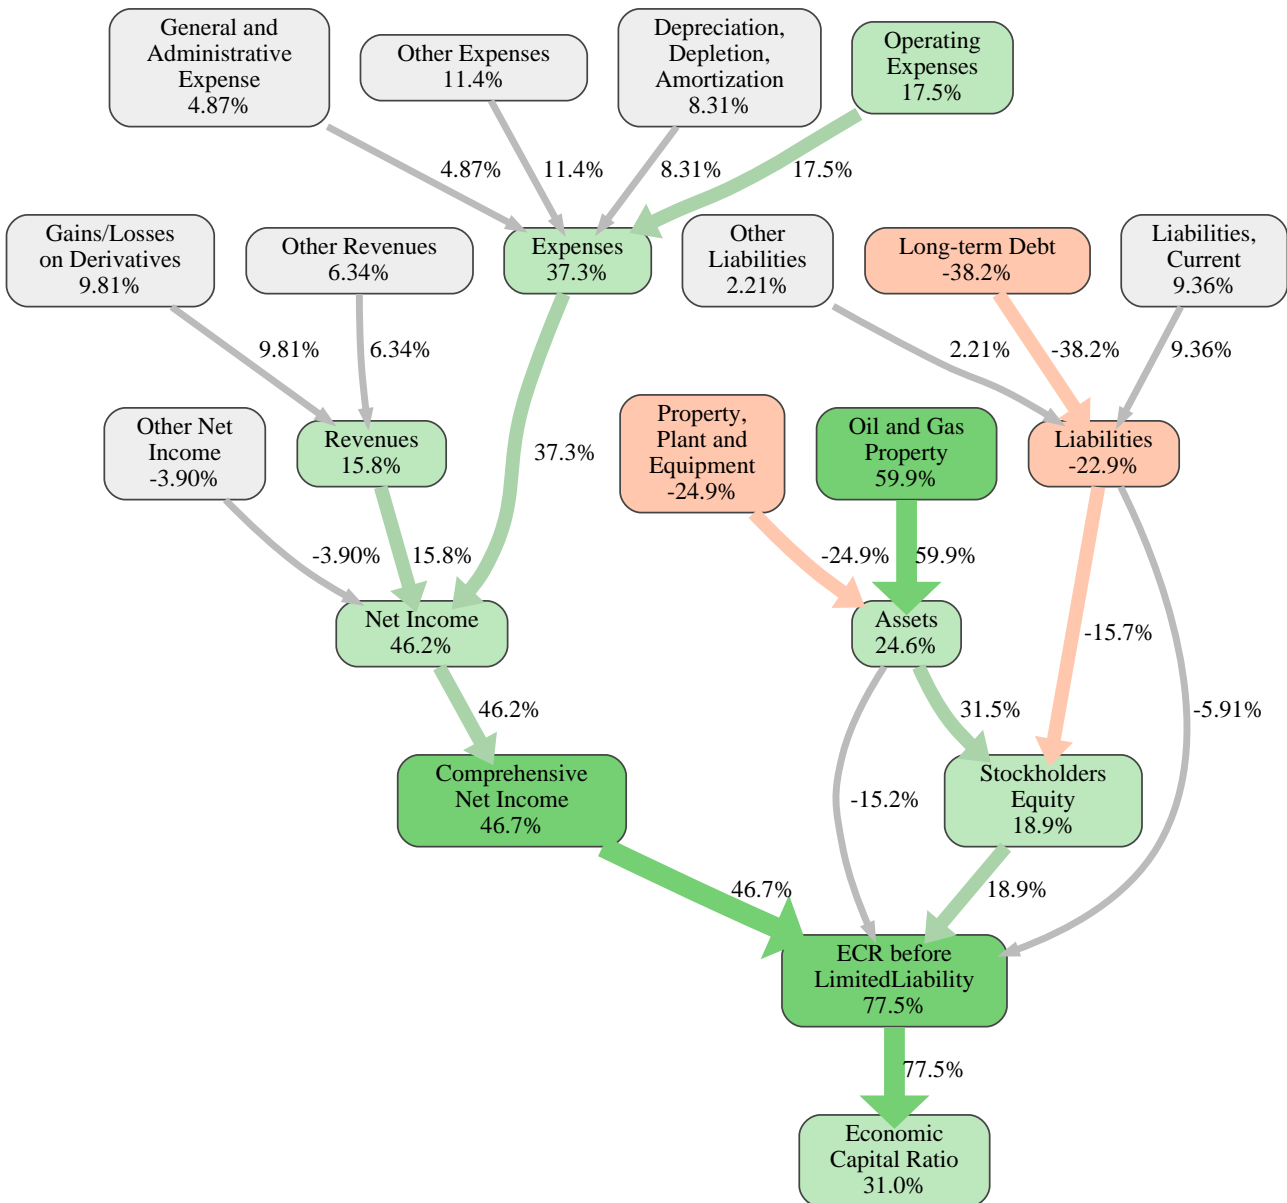 General and
Administrative
Expense
4.87%
Other Expenses
11.4%
Depreciation,
Depletion,
Amortization
8.31%
Operating
Expenses
17.5%
4.87%
11.4%
8.31%
17.5%
Gains/Losses
on Derivatives
9.81%
Other Revenues
6.34%
Expenses
37.3%
Other
Liabilities
2.21%
Long-term Debt
-38.2%
Liabilities,
Current
9.36%
9.81%
6.34%
2.21%
-38.2%
9.36%
Other Net
Income
-3.90%
Revenues
15.8%
37.3%
Property,
Plant and
Equipment
-24.9%
Oil and Gas
Property
59.9%
Liabilities
-22.9%
-3.90%
15.8%
-24.9%
59.9%
Net Income
46.2%
Assets
24.6%
-15.7%
46.2%
31.5%
-5.91%
Comprehensive
Net Income
46.7%
-15.2%
Stockholders
Equity
18.9%
46.7%
18.9%
ECR before
LimitedLiability
77.5%
77.5%
Economic
Capital Ratio
31.0%